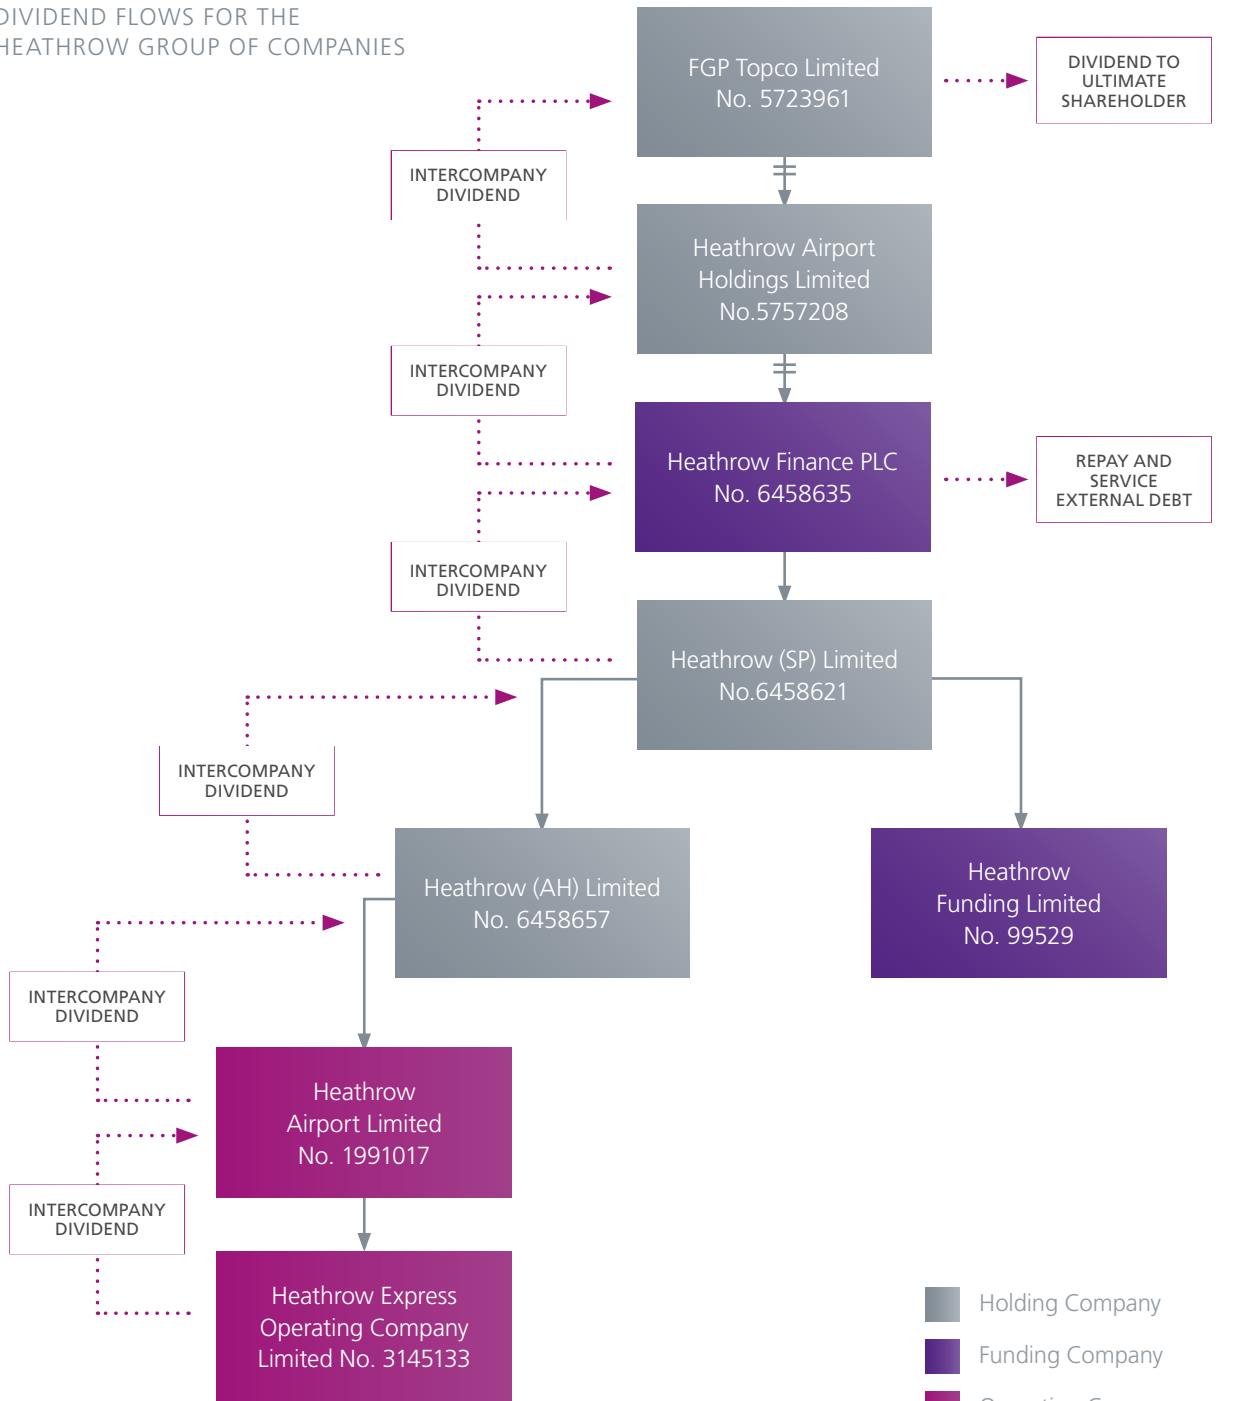 DIVIDEND FLOWS FOR THE
HEATHROW GROUP OF COMPANIES
FGP Topco Limited
No. 5723961
DIVIDEND TO
ULTIMATE
SHAREHOLDER
INTERCOMPANY
DIVIDEND
Heathrow Airport
Holdings Limited
No.5757208
INTERCOMPANY
DIVIDEND
Heathrow Finance PLC
No. 6458635
REPAY AND
SERVICE
EXTERNAL DEBT
INTERCOMPANY
DIVIDEND
Heathrow (SP) Limited
No.6458621
INTERCOMPANY
DIVIDEND
Heathrow (AH) Limited
No. 6458657
Heathrow
Funding Limited
No. 99529
INTERCOMPANY
DIVIDEND
Heathrow
Airport Limited
No. 1991017
INTERCOMPANY
DIVIDEND
Heathrow Express
Operating Company
Limited No. 3145133
Holding Company
Funding Company